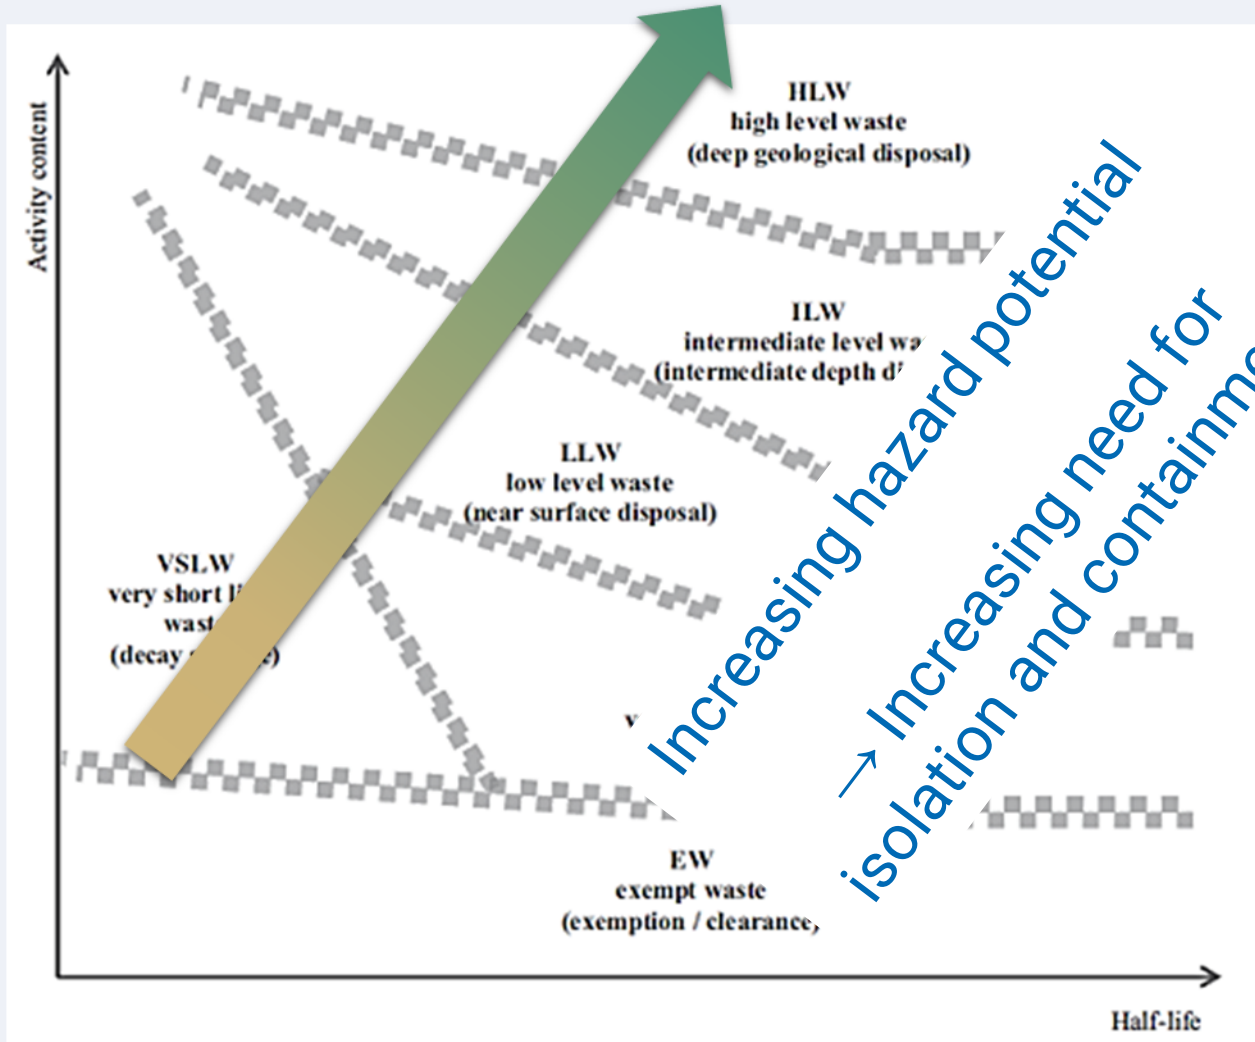 Activity content
HLW
high level waste
(deep geological disposal)
ILW
intermediate level wa
(intermediate depth di
LLW
low level waste
(near surface disposal)
VSLW
very short li
wast
(decay
e)
v
EW
exempt waste
(exemption / clearance)
Half-life
Increasing hazard potential
→ Increasing need for
isolation and containme